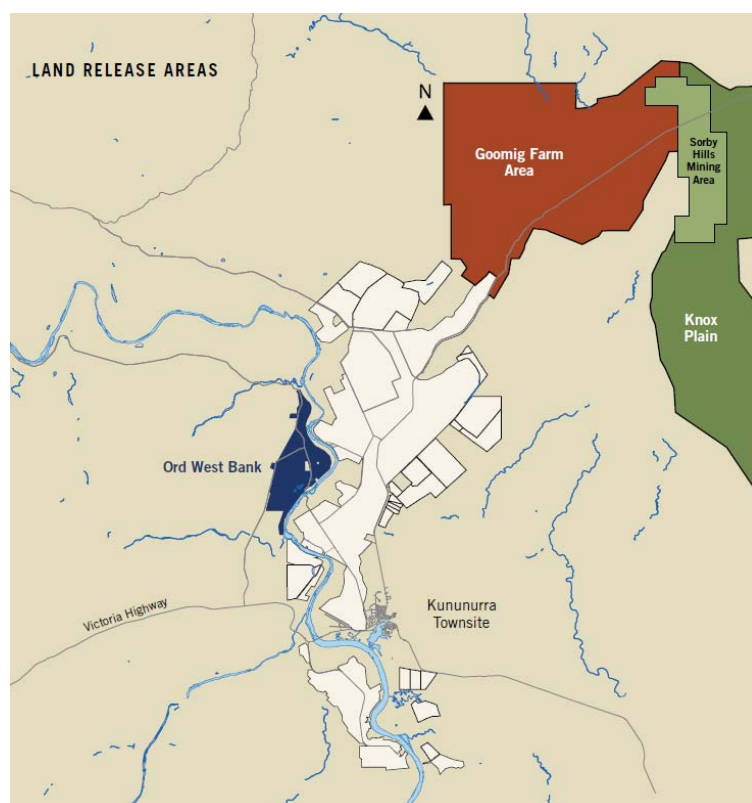 LAND RELEASE AREAS
N
Goomig Farm
Area
Sorby
Hills
Mining
Area
Knox
Plain
Ord West Bank
Kununurra
Townsite
Victoria Highway